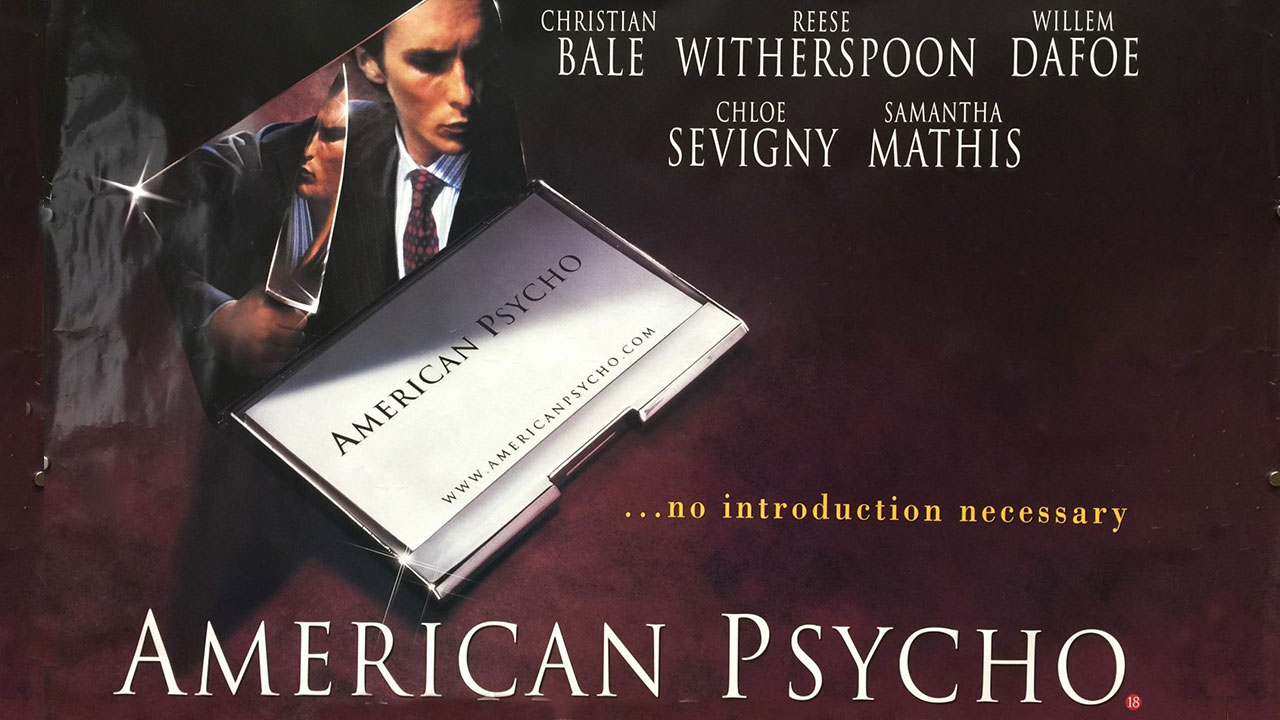 CHRISTIAN BALE
REESE WITHERSPOON
WILLEM DAFOE
CHLOE SEVIGNY
SAMANTHA MATHIS
AMERICAN PSYCHO
WWW.AMERICANPSYCHO.COM
...no introduction necessary
AMERICAN PSYCHO
18